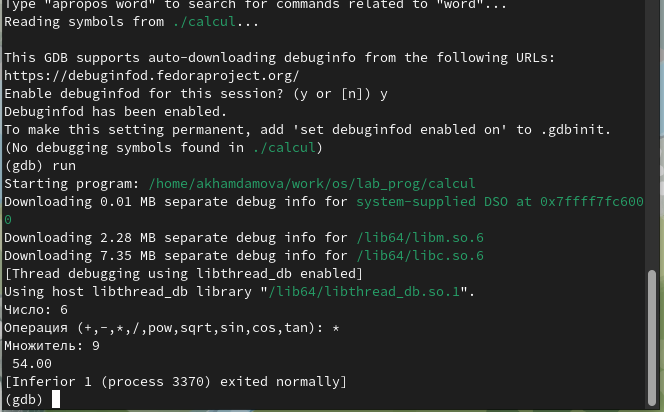 Type "apropos word" to search for commands related to "word"...
Reading symbols from ./calcul...

This GDB supports auto-downloading debuginfo from the following URLs:
https://debuginfod.fedoraproject.org/
Enable debuginfod for this session? (y or [n]) y
Debuginfod has been enabled.
To make this setting permanent, add 'set debuginfod enabled on' to .gdbinit.
(No debugging symbols found in ./calcul)
(gdb) run
Starting program: /home/akhamdamova/work/os/lab_prog/calcul
Downloading 0.01 MB separate debug info for system-supplied DSO at 0x7ffff7fc600
0
Downloading 2.28 MB separate debug info for /lib64/libm.so.6
Downloading 7.35 MB separate debug info for /lib64/libc.so.6
[Thread debugging using libthread_db enabled]
Using host libthread_db library "/lib64/libthread_db.so.1".
Число: 6
Операция (+,-,*,/,pow,sqrt,sin,cos,tan): *
Множитель: 9
 54.00
[Inferior 1 (process 3370) exited normally]
(gdb)